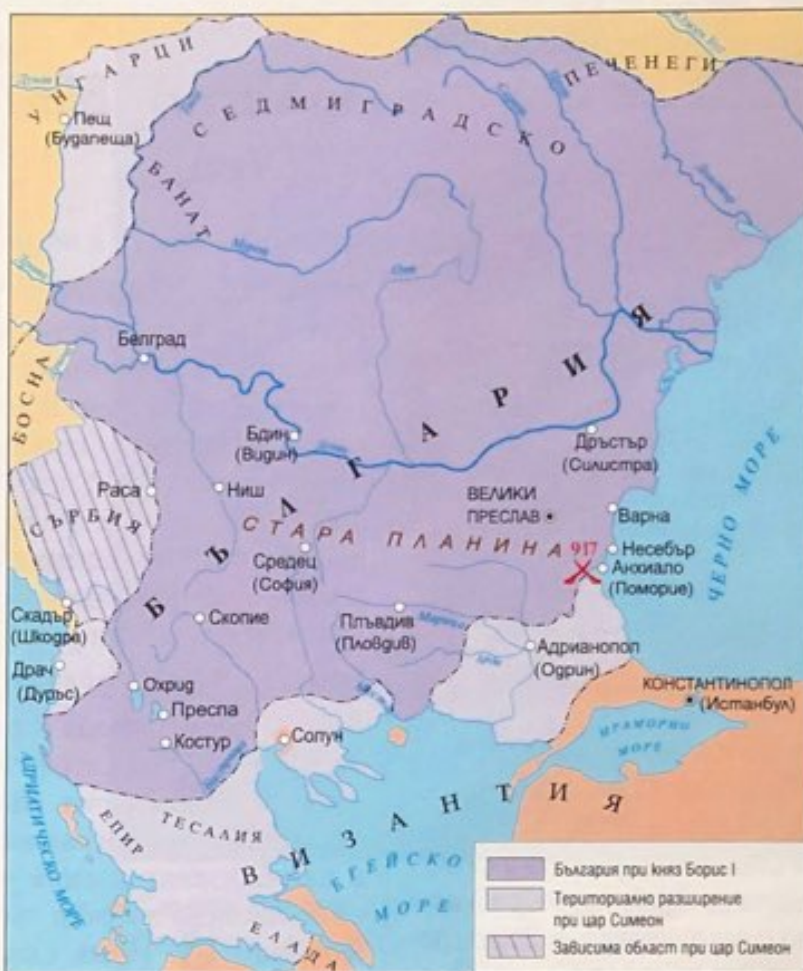 УНГАРЦИ
Пещ
(Будапеща)
СЕДМИГРАДСКО
ПЕЧЕНЕГИ
БАНАТ
БЪЛГАРИЯ
Белград
БОСНА
Бдин
(Видин)
Дръстър
(Силистра)
Раса
Ниш
СЪРБИЯ
ВЕЛИКИ
ПРЕСЛАВ
Варна
СТАРА ПЛАНИНА
917
Несебър
Средец
(София)
Анхиало
(Поморие)
ЧЕРНО МОРЕ
Скадър
(Шкодре)
Скопие
Плъвдив
(Пловдив)
Марица
Адрианопол
(Одрин)
Драч
(Дуръс)
Охрид
Преспа
Костур
Солун
КОНСТАНТИНОПОЛ
(Истанбул)
МРАМОРНО
МОРЕ
АДРИАТИЧЕСКО МОРЕ
ЕПИР
ТЕСАЛИЯ
ВИЗАНТИЯ
ЕГЕЙСКО
МОРЕ
ЕЛАДА
България при княз Борис I
Териториално разширение
при цар Симеон
Зависима област при цар Симеон